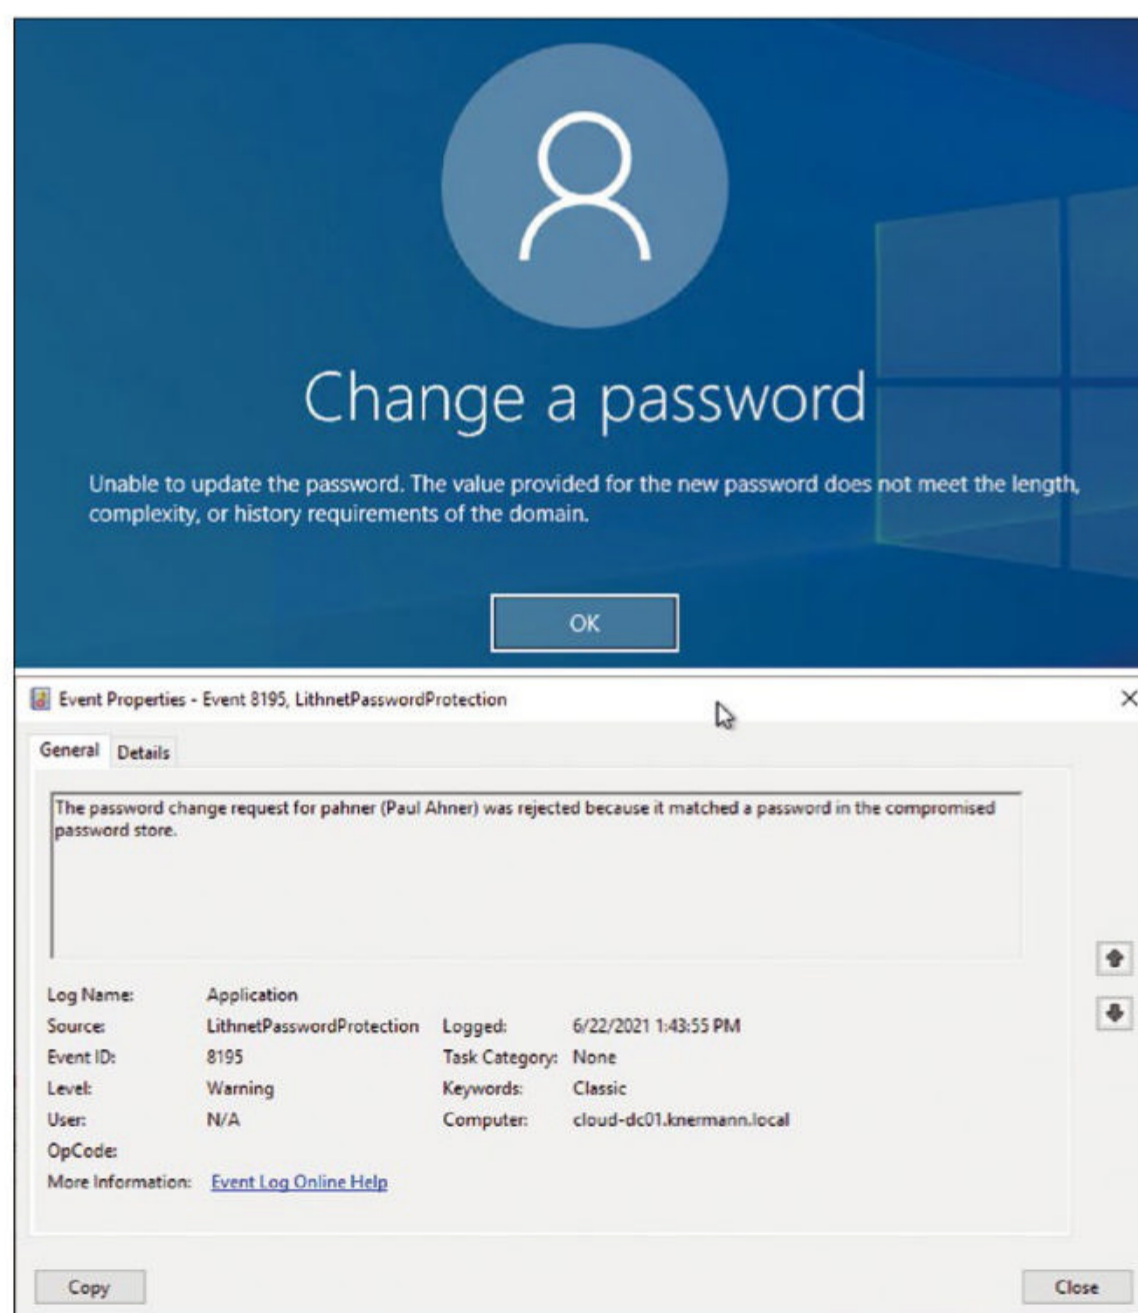 Change a password
Unable to update the password. The value provided for the new password does not meet the length,
complexity, or history requirements of the domain.
OK
Event Properties - Event 8195, LithnetPasswordProtection
General Details
The password change request for pahner (Paul Ahner) was rejected because it matched a password in the compromised
password store.
Log Name: Application
Source: LithnetPasswordProtection Logged: 6/22/2021 1:43:55 PM
Event ID: 8195 Task Category: None
Level: Warning Keywords: Classic
User: N/A Computer: cloud-dc01.knermann.local
OpCode:
More Information: Event Log Online Help
Copy Close